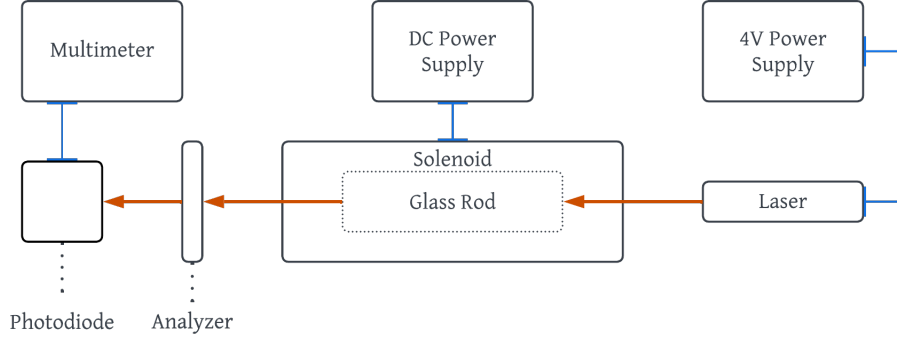 Multimeter
DC Power
Supply
4V Power
Supply
Solenoid
Glass Rod
Laser
Photodiode
Analyzer